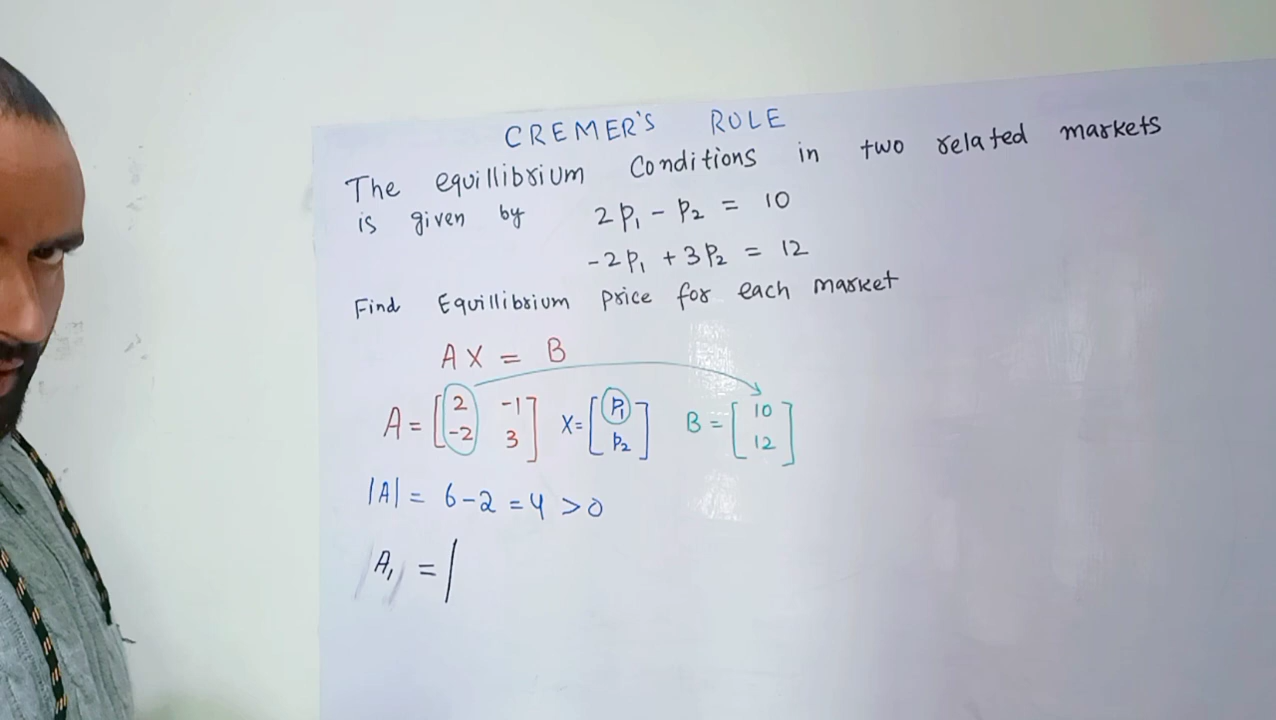 CREMER'S RULE
The equillibrium Conditions in two related markets
is given by 2p₁ - p₂ = 10
-2p₁ + 3p₂ = 12
Find Equillibrium price for each market
AX = B
A = [2 -1; -2 3] X = [p₁; p₂] B = [10; 12]
|A| = 6-2 = 4 > 0
|A₁| = |